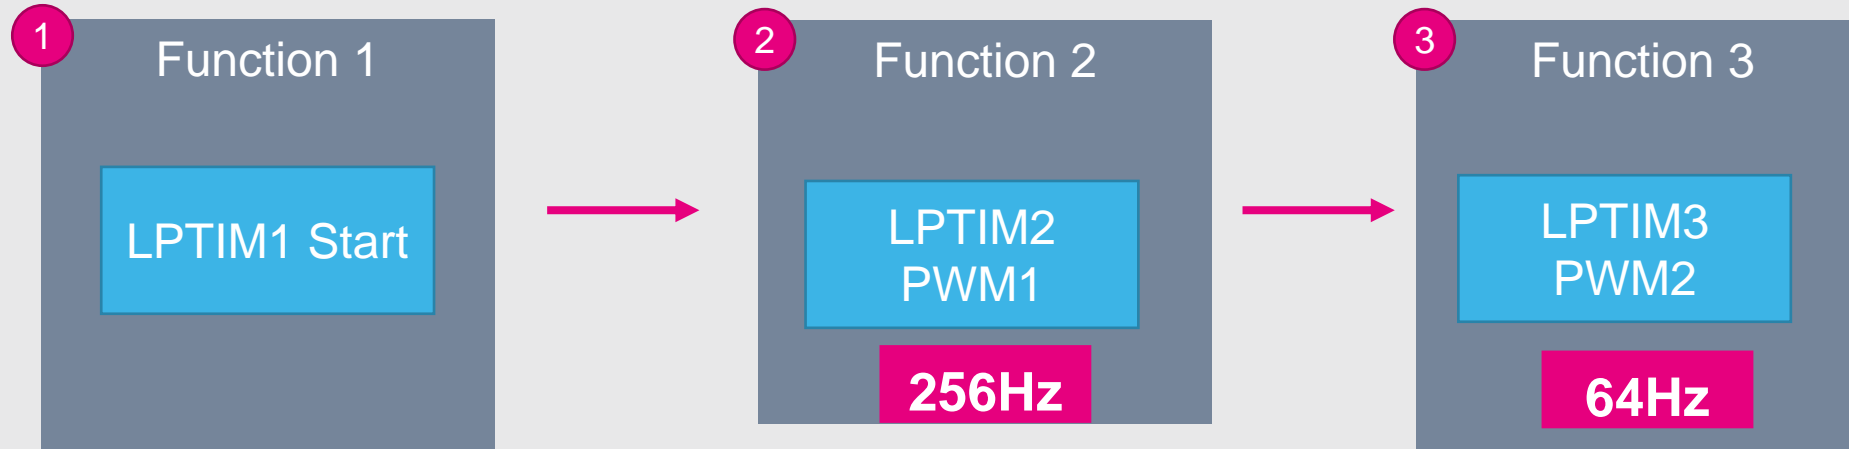 1
Function 1
LPTIM1 Start
2
Function 2
LPTIM2
PWM1
256Hz
3
Function 3
LPTIM3
PWM2
64Hz